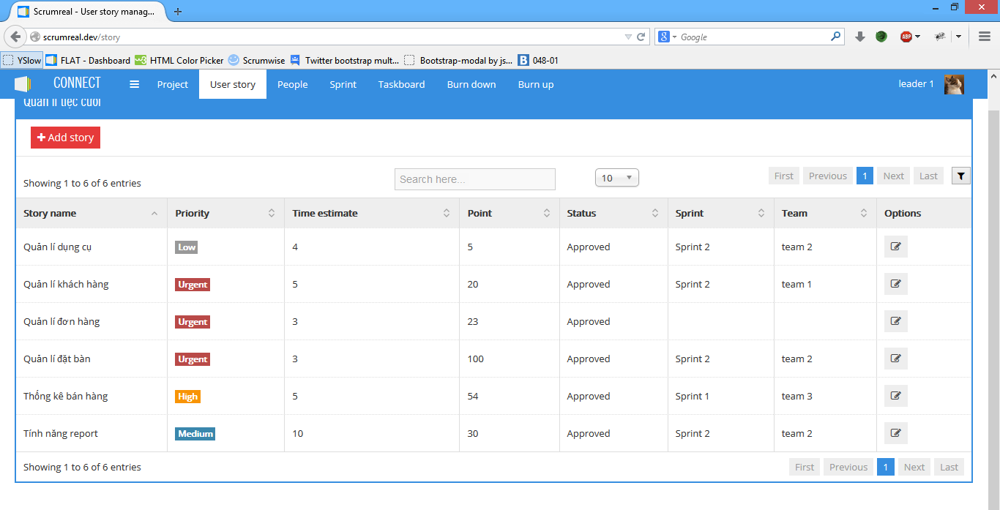 Scrumreal - User story manag...
scrumreal.dev/story
Google
YSlow FLAT - Dashboard HTML Color Picker Scrumwise Twitter bootstrap mult... Bootstrap-modal by js... 048-01
CONNECT Project User story People Sprint Taskboard Burn down Burn up leader 1
Quản lí tiệc cưới
Add story
Showing 1 to 6 of 6 entries Search here... 10 First Previous 1 Next Last
Story name Priority Time estimate Point Status Sprint Team Options
Quản lí dụng cụ Low 4 5 Approved Sprint 2 team 2
Quản lí khách hàng Urgent 5 20 Approved Sprint 2 team 1
Quản lí đơn hàng Urgent 3 23 Approved
Quản lí đặt bàn Urgent 3 100 Approved Sprint 2 team 2
Thống kê bán hàng High 5 54 Approved Sprint 1 team 3
Tính năng report Medium 10 30 Approved Sprint 2 team 2
Showing 1 to 6 of 6 entries First Previous 1 Next Last